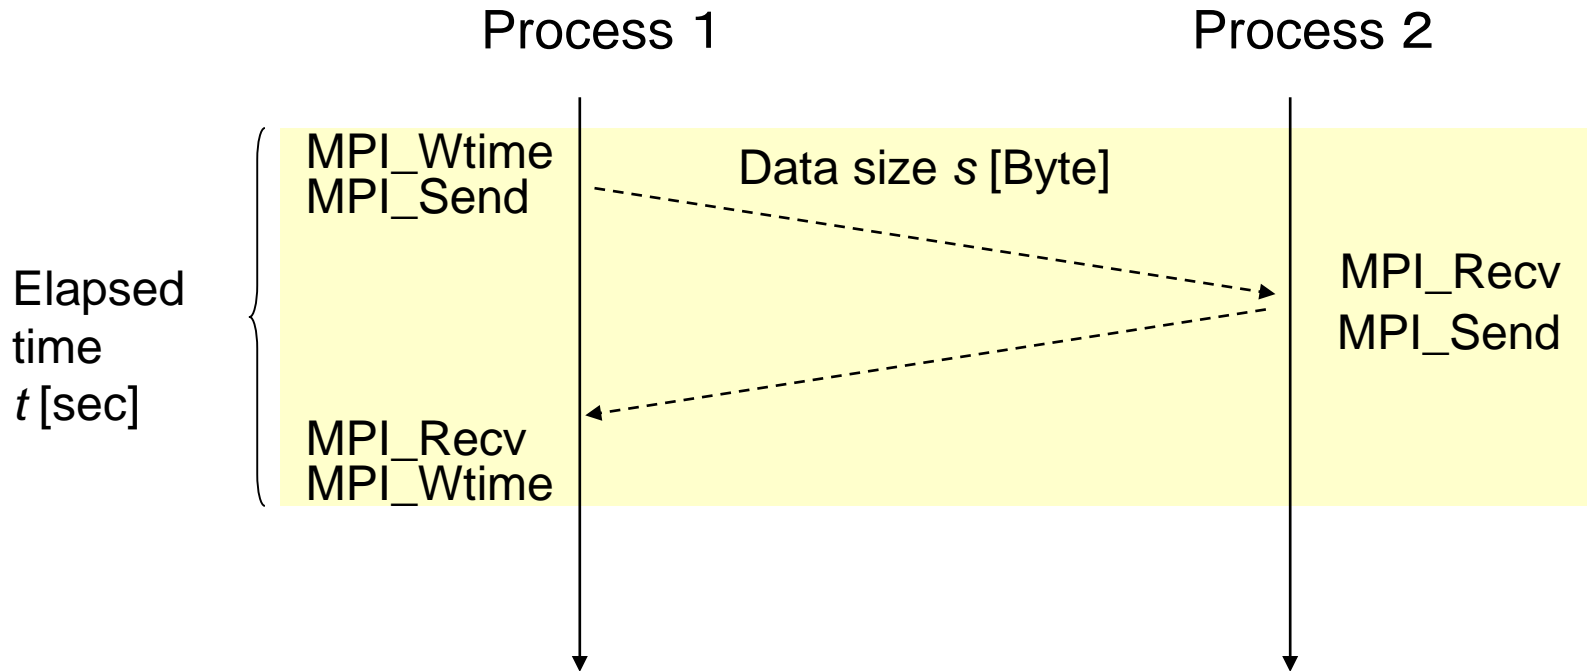 Process 1
Process 2
MPI_Wtime
MPI_Send
Data size s [Byte]
MPI_Recv
MPI_Send
Elapsed
time
t [sec]
MPI_Recv
MPI_Wtime